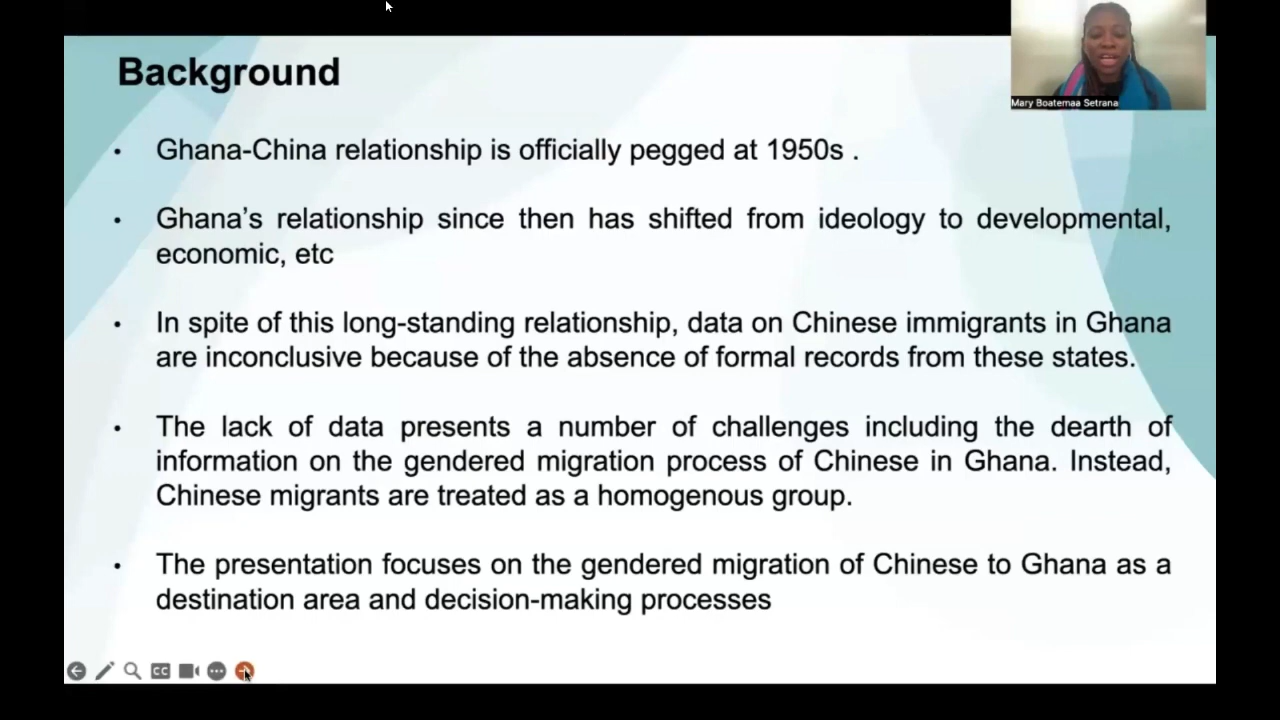 Background
Mary Boatemaa Setrana
• Ghana-China relationship is officially pegged at 1950s .
• Ghana’s relationship since then has shifted from ideology to developmental,
economic, etc
• In spite of this long-standing relationship, data on Chinese immigrants in Ghana
are inconclusive because of the absence of formal records from these states.
• The lack of data presents a number of challenges including the dearth of
information on the gendered migration process of Chinese in Ghana. Instead,
Chinese migrants are treated as a homogenous group.
• The presentation focuses on the gendered migration of Chinese to Ghana as a
destination area and decision-making processes
CC